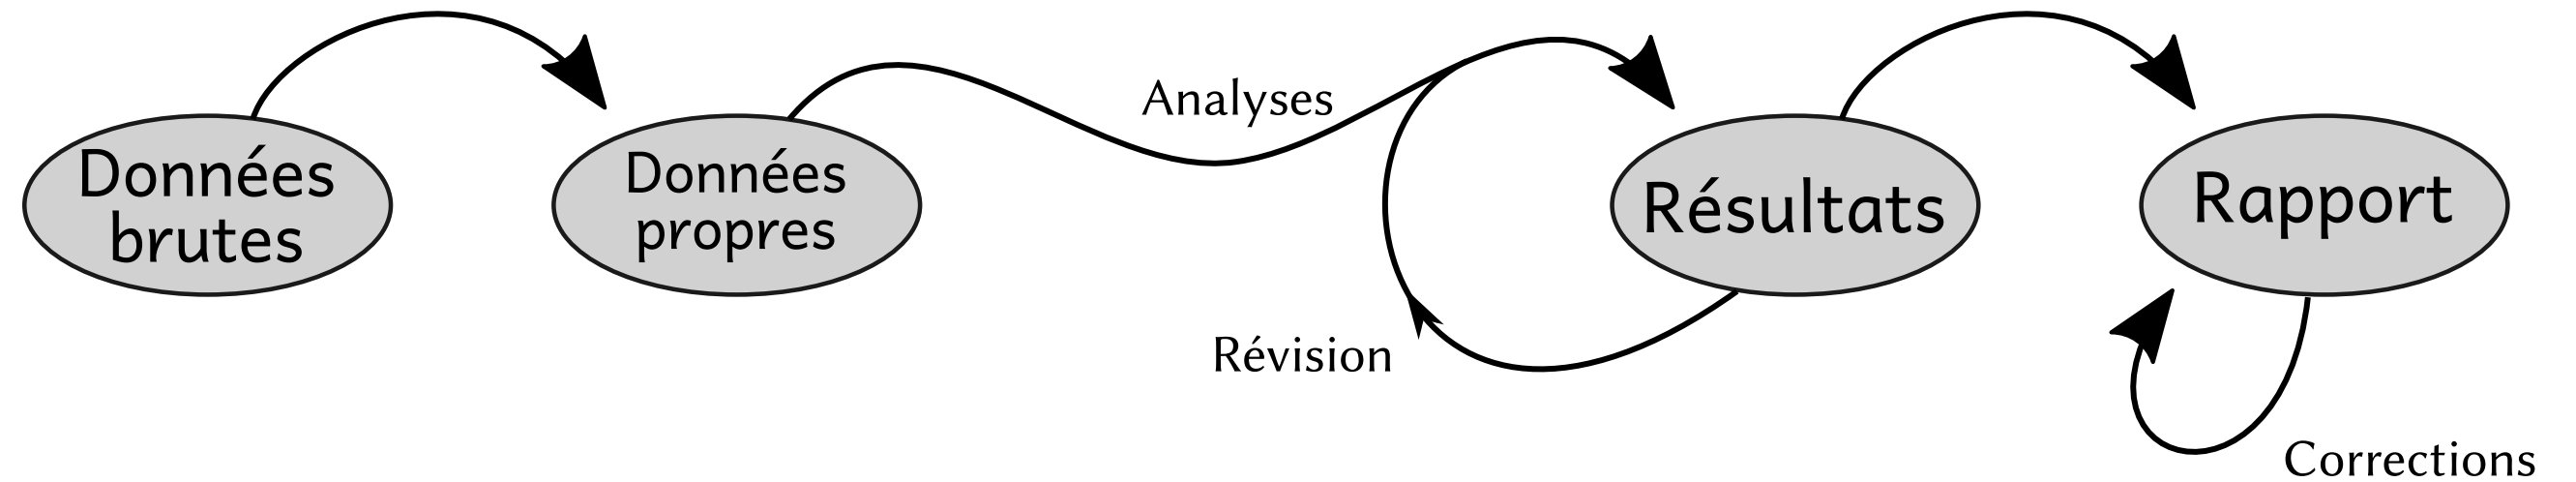 Données
brutes
Données
propres
Analyses
Révision
Résultats
Rapport
Corrections